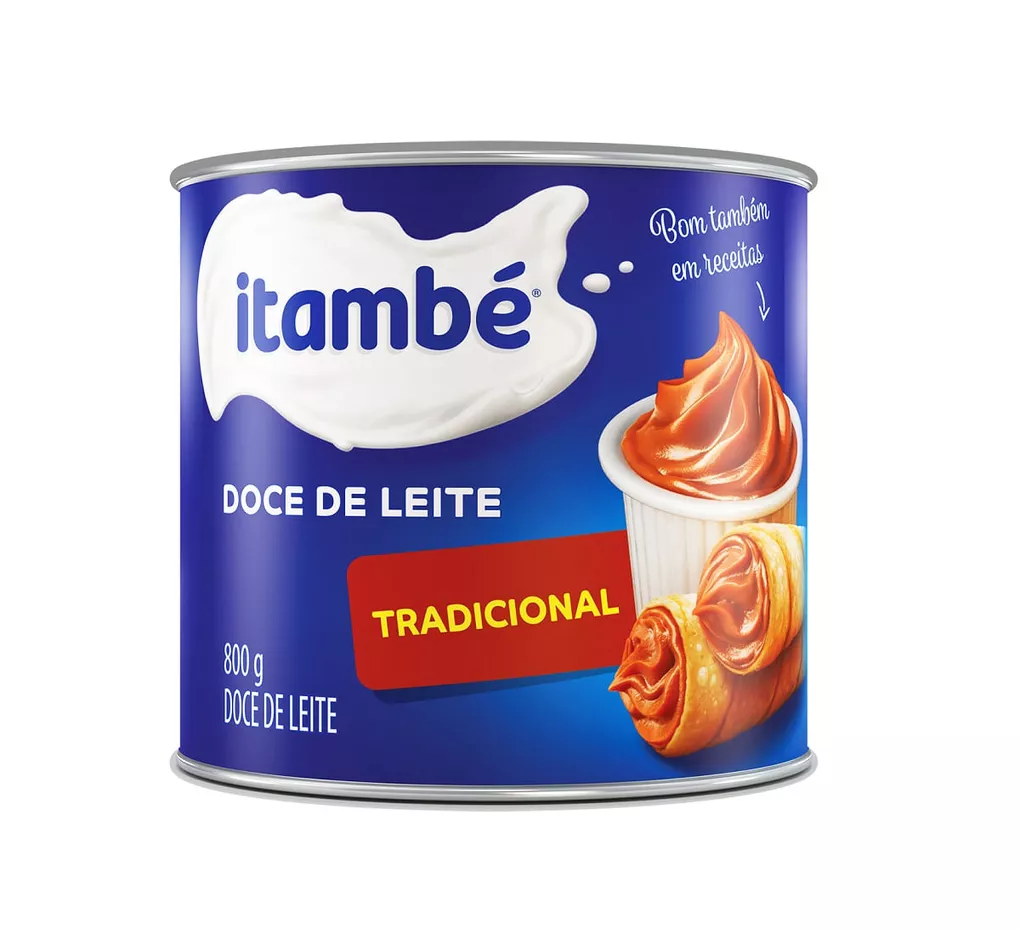 itambé®
Bom também
em receitas
DOCE DE LEITE
TRADICIONAL
800 g
DOCE DE LEITE